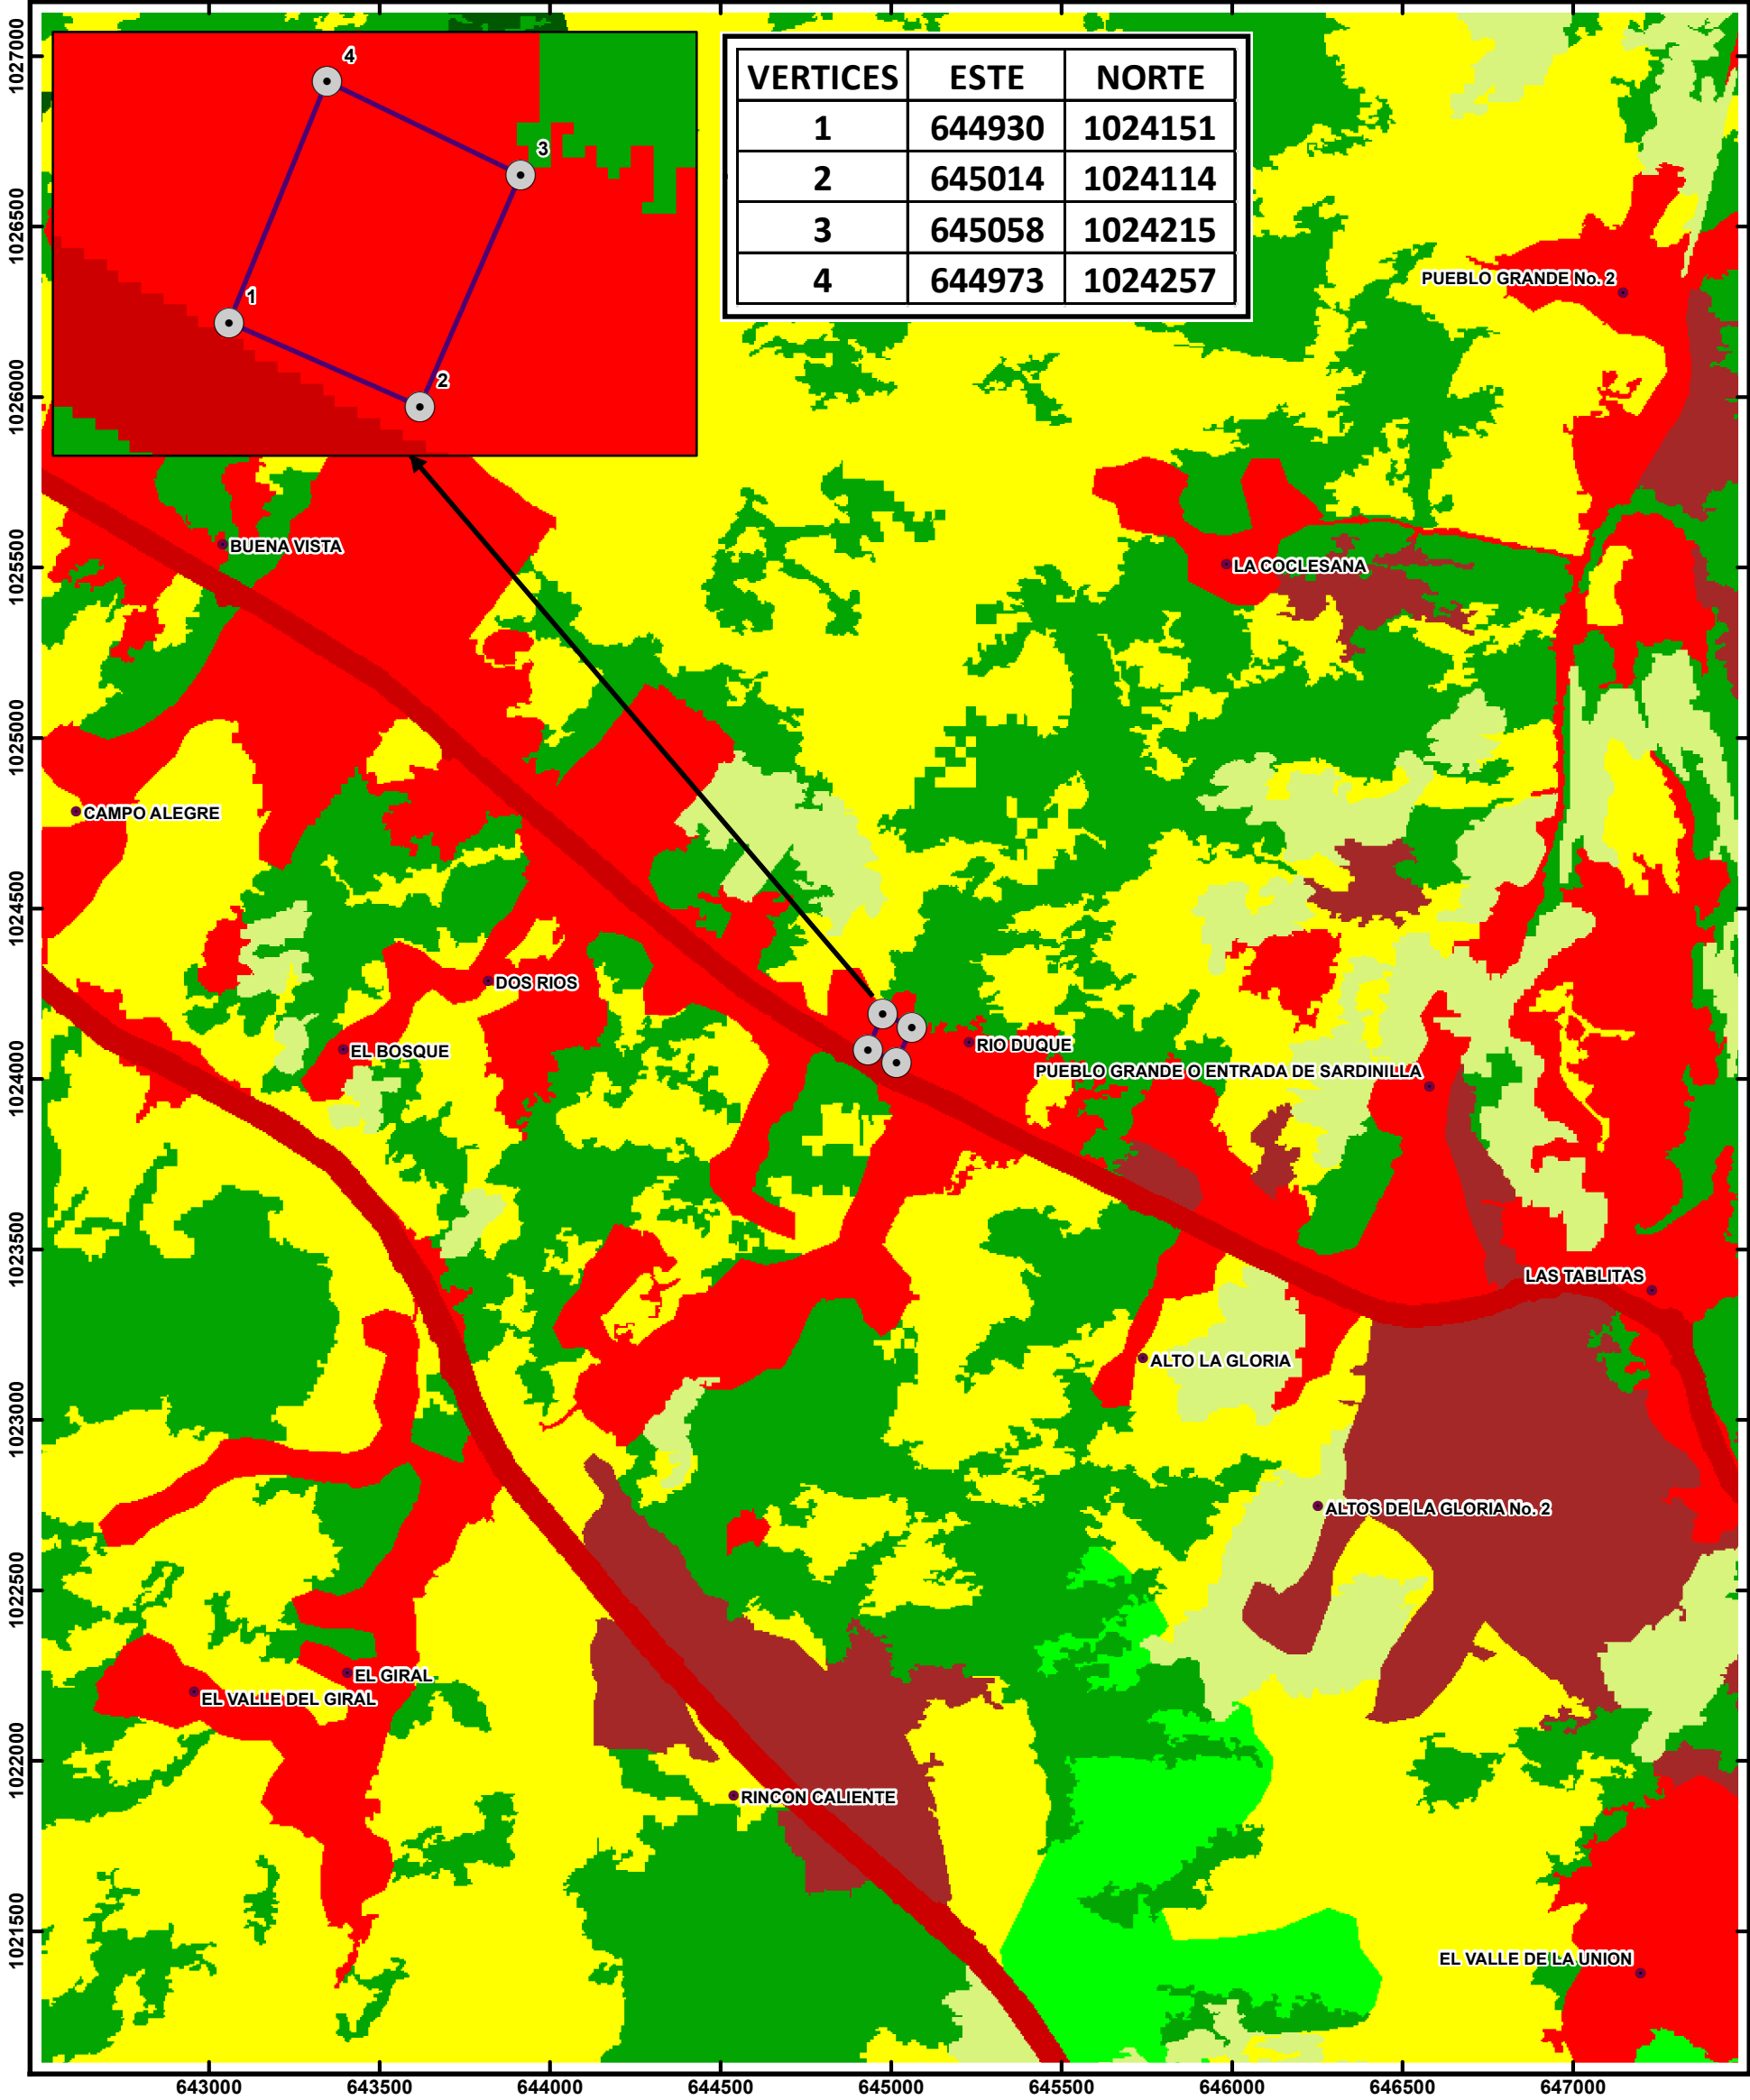 4
3
1
2
VERTICES ESTE NORTE
1 644930 1024151
2 645014 1024114
3 645058 1024215
4 644973 1024257
PUEBLO GRANDE No. 2
BUENA VISTA
LA COCLESANA
CAMPO ALEGRE
DOS RIOS
EL BOSQUE
RIO DUQUE
PUEBLO GRANDE O ENTRADA DE SARDINILLA
LAS TABLITAS
ALTO LA GLORIA
ALTOS DE LA GLORIA No. 2
EL GIRAL
EL VALLE DEL GIRAL
RINCON CALIENTE
EL VALLE DE LA UNION
1027000
1026500
1026000
1025500
1025000
1024500
1024000
1023500
1023000
1022500
1022000
1021500
643000 643500 644000 644500 645000 645500 646000 646500 647000